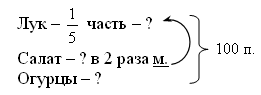 Лук – 1/5 часть – ?
Салат – ? в 2 раза м.
Огурцы – ?
100 п.